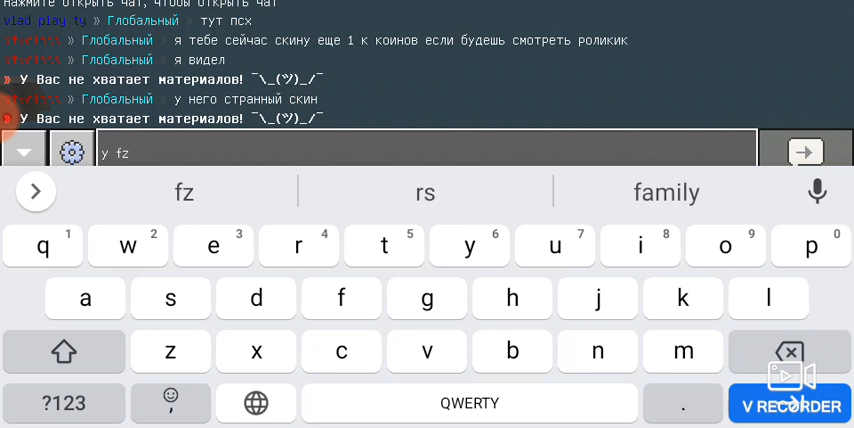 Нажмите открыть чат, чтобы открыть чат
vlad play ty » Глобальный » тут псх
» Глобальный » я тебе сейчас скину еще 1 к коинов если будешь смотреть роликик
» Глобальный » я видел
» У Вас не хватает материалов! ¯\_(ツ)_/¯
» Глобальный » у него странный скин
» У Вас не хватает материалов! ¯\_(ツ)_/¯
y fz
fz rs family
q 1 w 2 e 3 r 4 t 5 y 6 u 7 i 8 o 9 p 0
a s d f g h j k l
z x c v b n m
?123 , QWERTY .
V RECORDER